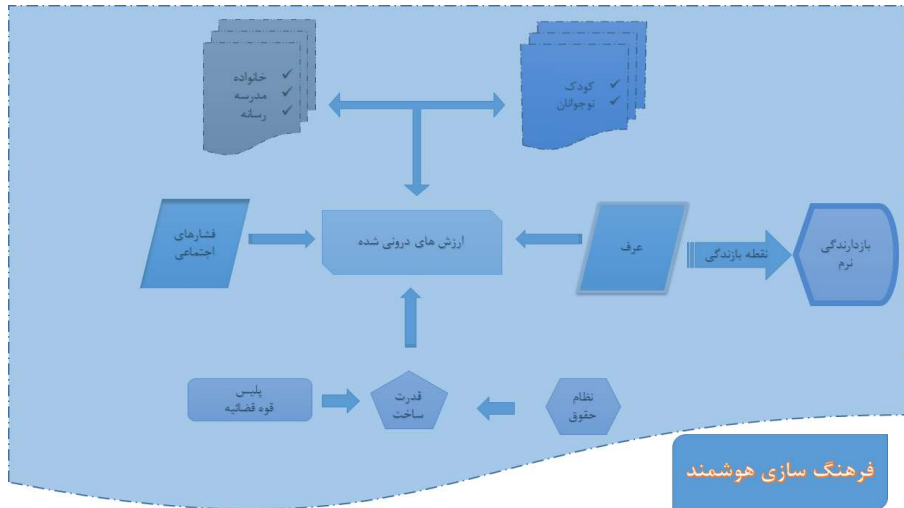 کودک
نوجوانان
خانواده
مدرسه
رسانه
بازدارندگی
نرم
نقطه بازندگی
عرف
ارزش های درونی شده
فشارهای
اجتماعی
نظام
حقوق
قدرت
ساخت
پلیس
قوه قضائیه
فرهنگ سازی هوشمند